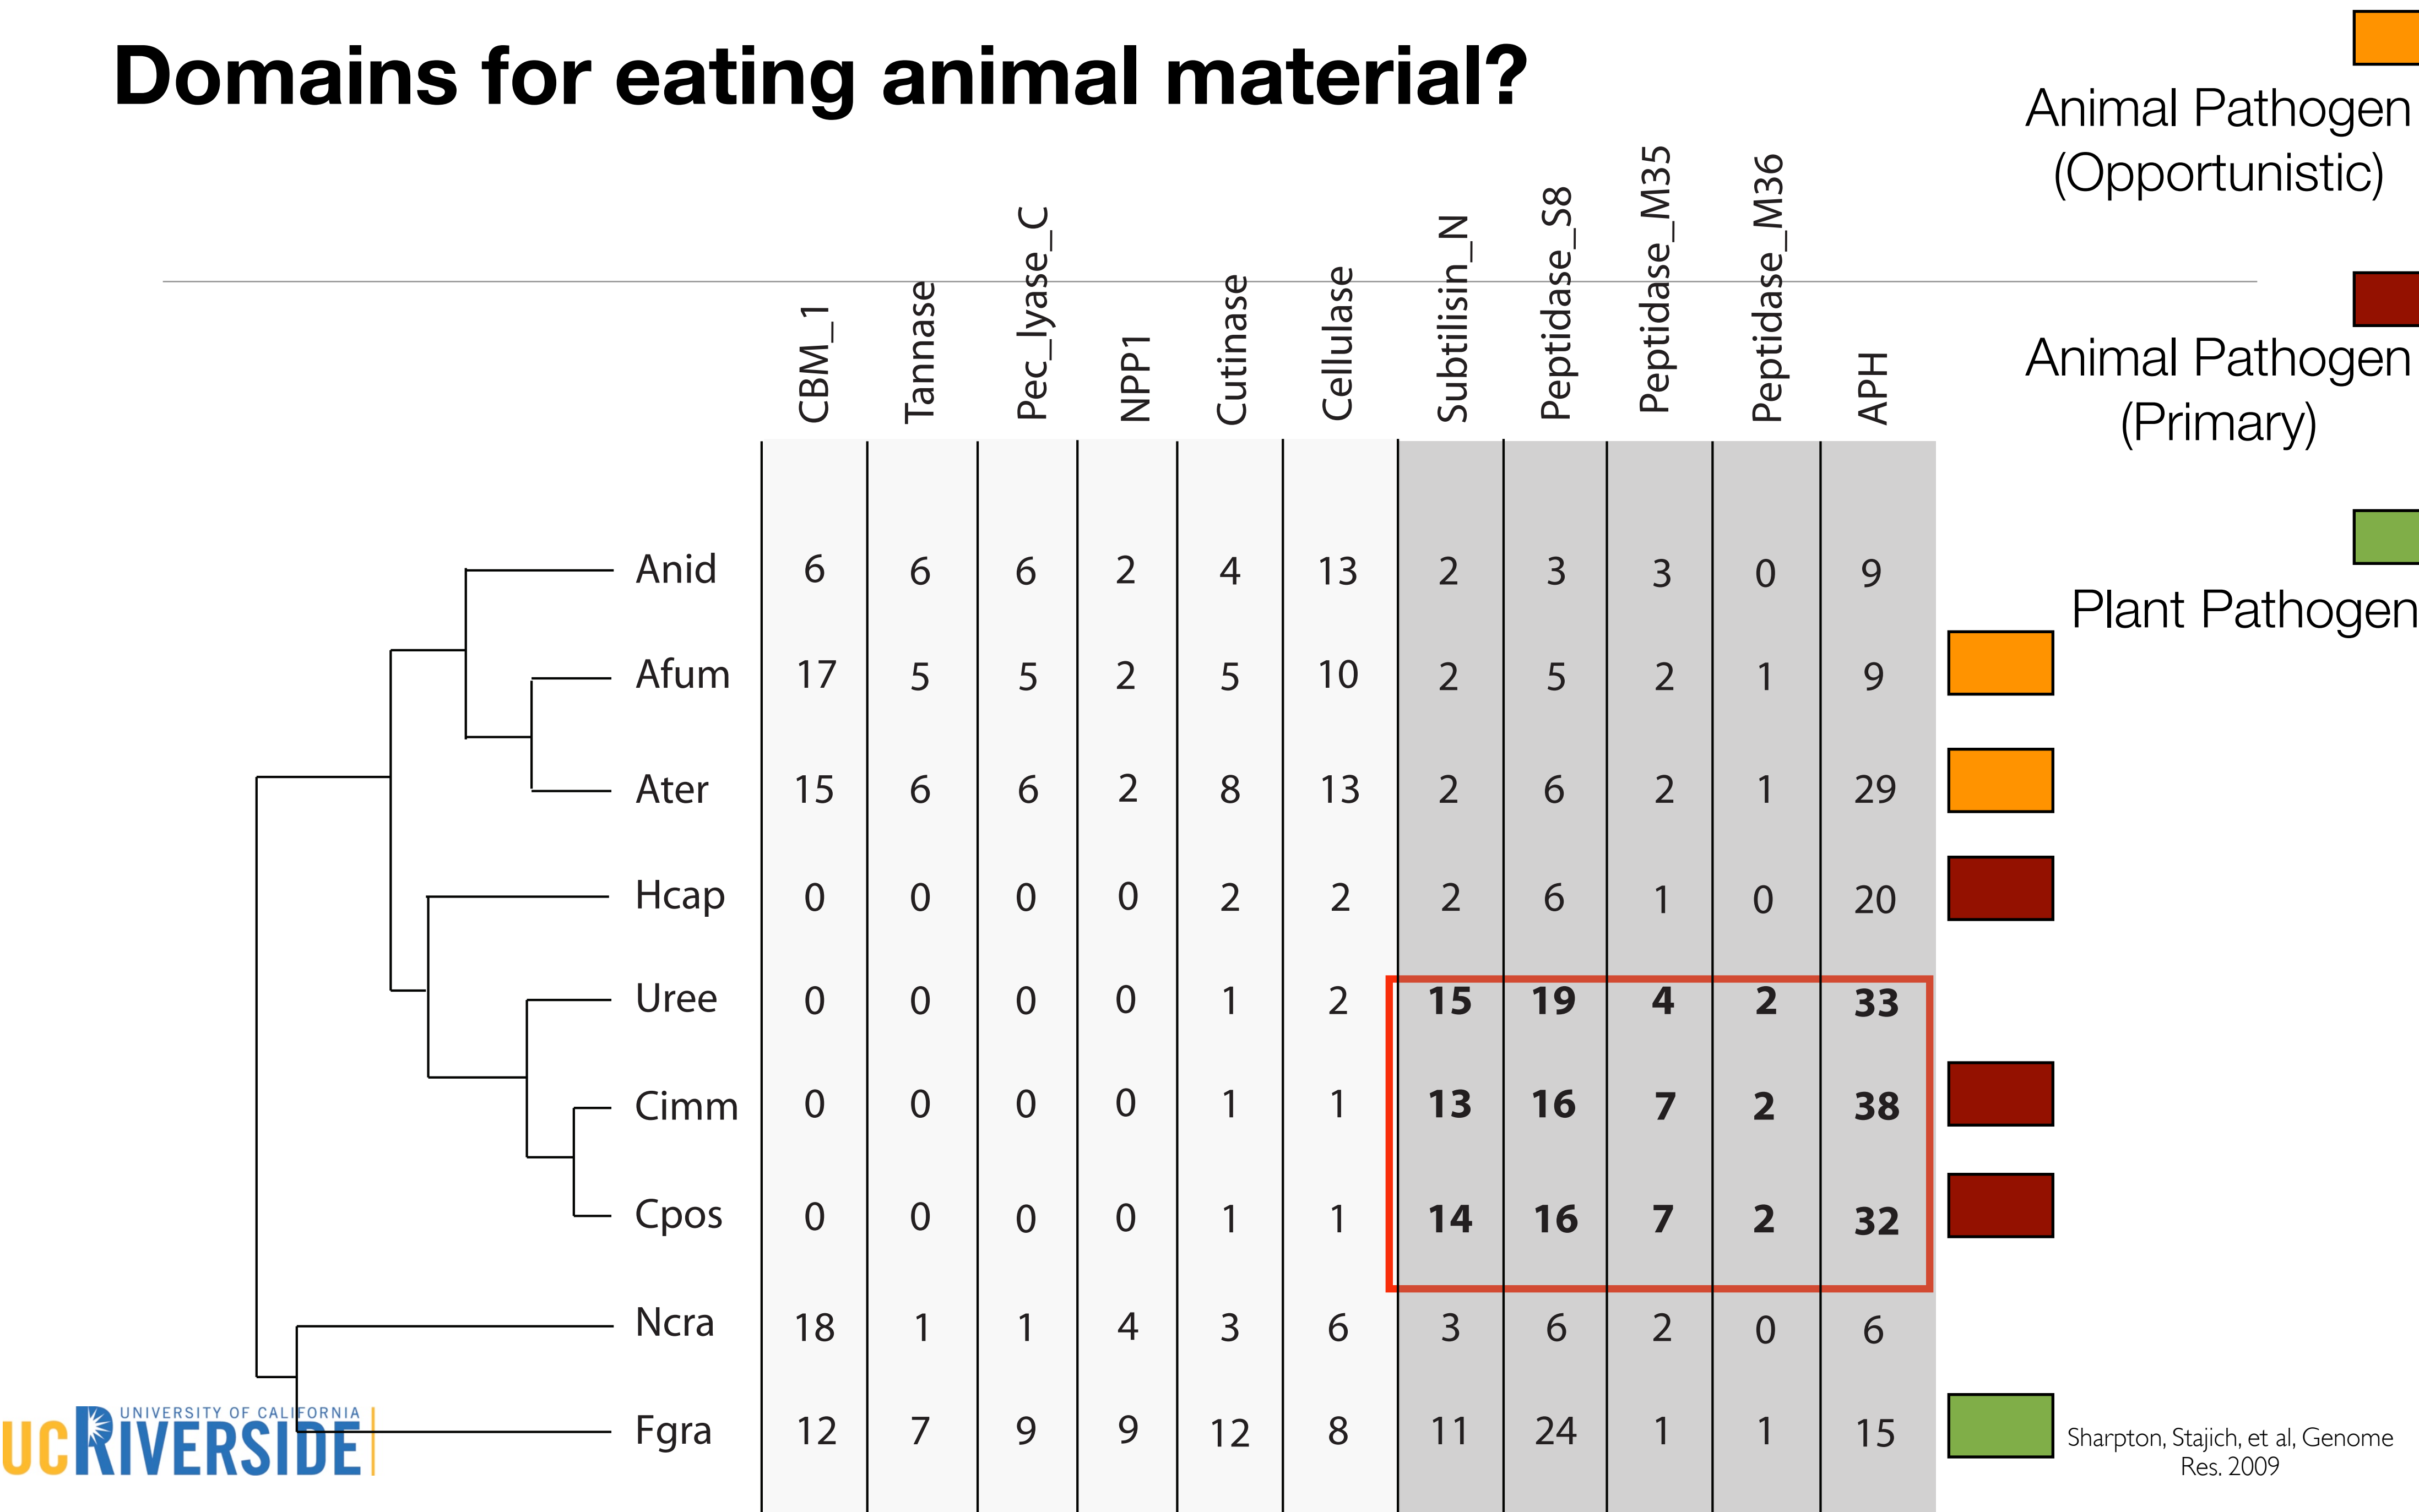 Domains for eating animal material?
Animal Pathogen
(Opportunistic)
Animal Pathogen
(Primary)
Plant Pathogen
CBM_1 Tannase Pec_lyase_C NPP1 Cutinase Cellulase Subtilisin_N Peptidase_S8 Peptidase_M35 Peptidase_M36 APH
Anid 6 6 6 2 4 13 2 3 3 0 9
Afum 17 5 5 2 5 10 2 5 2 1 9
Ater 15 6 6 2 8 13 2 6 2 1 29
Hcap 0 0 0 0 2 2 2 6 1 0 20
Uree 0 0 0 0 1 2 15 19 4 2 33
Cimm 0 0 0 0 1 1 13 16 7 2 38
Cpos 0 0 0 0 1 1 14 16 7 2 32
Ncra 18 1 1 4 3 6 3 6 2 0 6
Fgra 12 7 9 9 12 8 11 24 1 1 15
UNIVERSITY OF CALIFORNIA
UCRIVERSIDE
Sharpton, Stajich, et al, Genome
Res. 2009